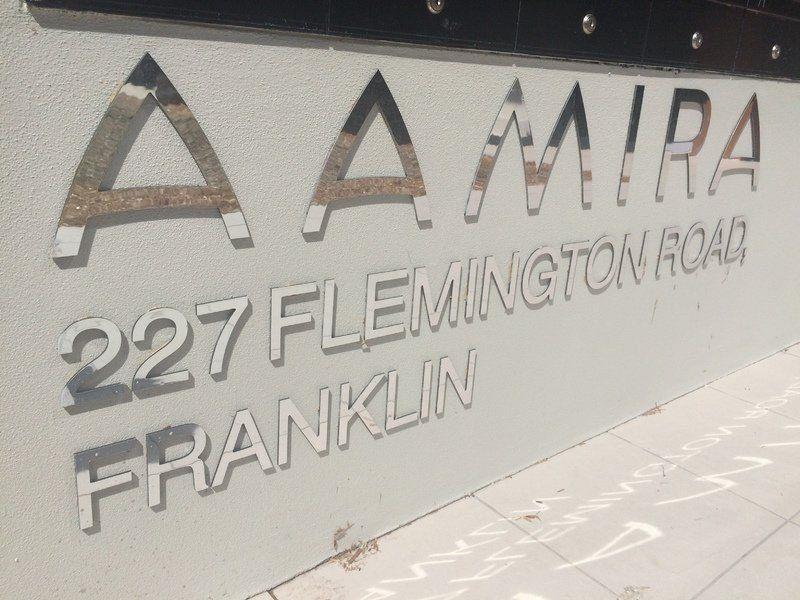 AAMIRA
227 FLEMINGTON ROAD,
FRANKLIN